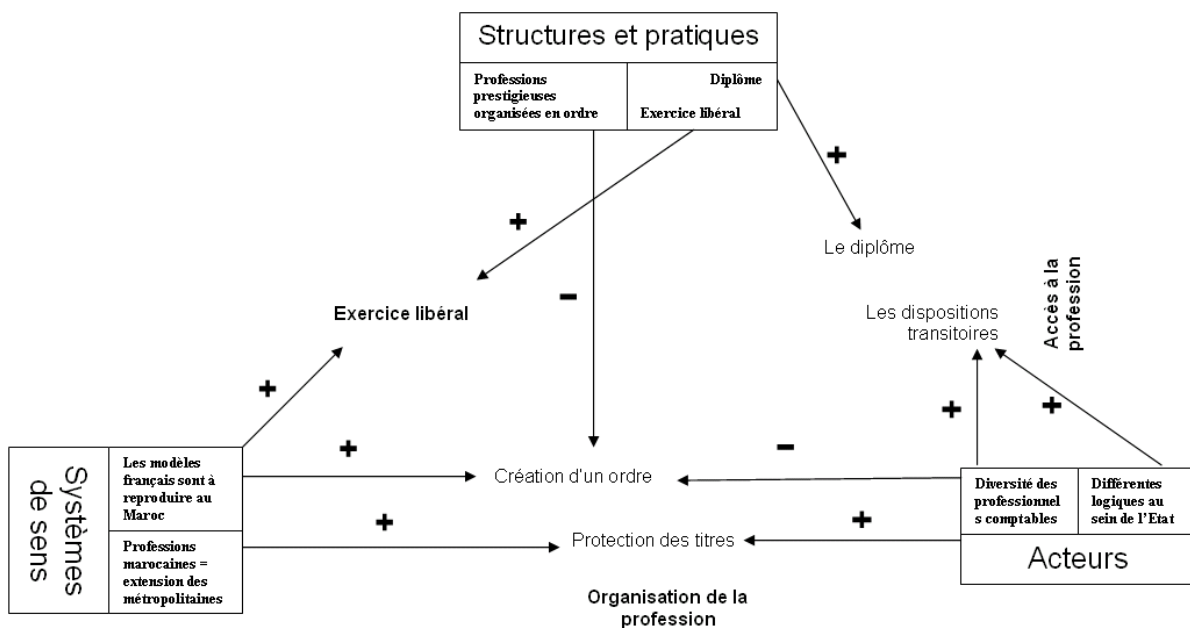 Structures et pratiques
Professions
prestigieuses
organisées en ordre
Diplôme
Exercice libéral
+
+
Le diplôme
-
Exercice libéral
Les dispositions
transitoires
Accès à la
profession
+
+
+
+
-
Systèmes
de sens
Les modèles
français sont à
reproduire au
Maroc
Création d'un ordre
Diversité des
professionnel
s comptables
Différentes
logiques au
sein de l'Etat
+
+
Professions
marocaines =
extension des
métropolitaines
Protection des titres
Acteurs
Organisation de la
profession